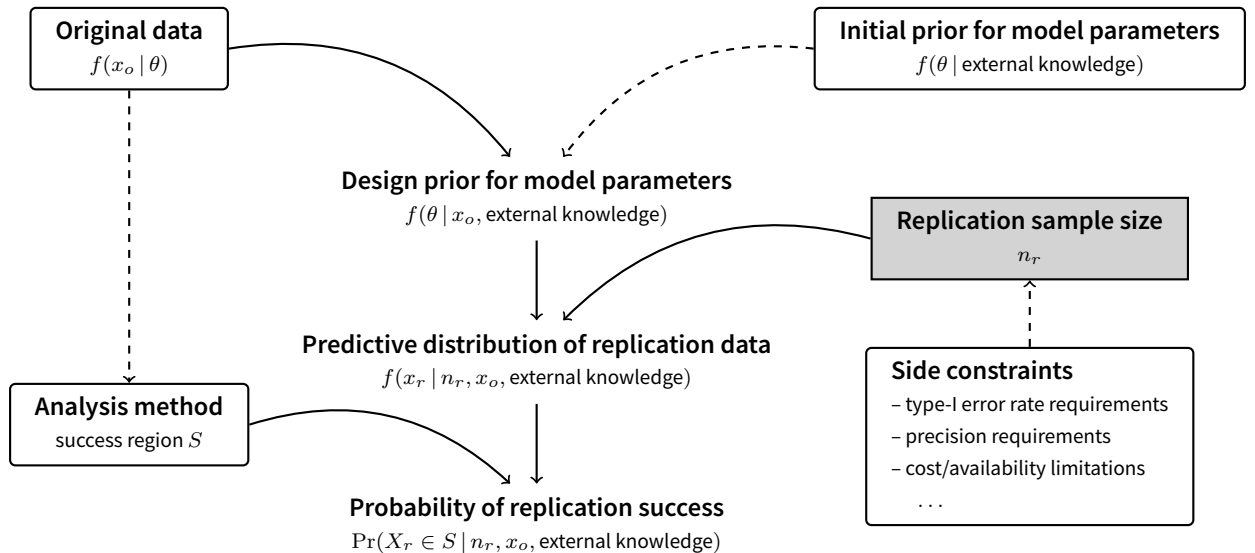 Original data
f(x_o | θ)
Initial prior for model parameters
f(θ | external knowledge)
Design prior for model parameters
f(θ | x_o, external knowledge)
Replication sample size
n_r
Predictive distribution of replication data
f(x_r | n_r, x_o, external knowledge)
Side constraints
– type-I error rate requirements
– precision requirements
– cost/availability limitations
...
Analysis method
success region S
Probability of replication success
Pr(X_r ∈ S | n_r, x_o, external knowledge)